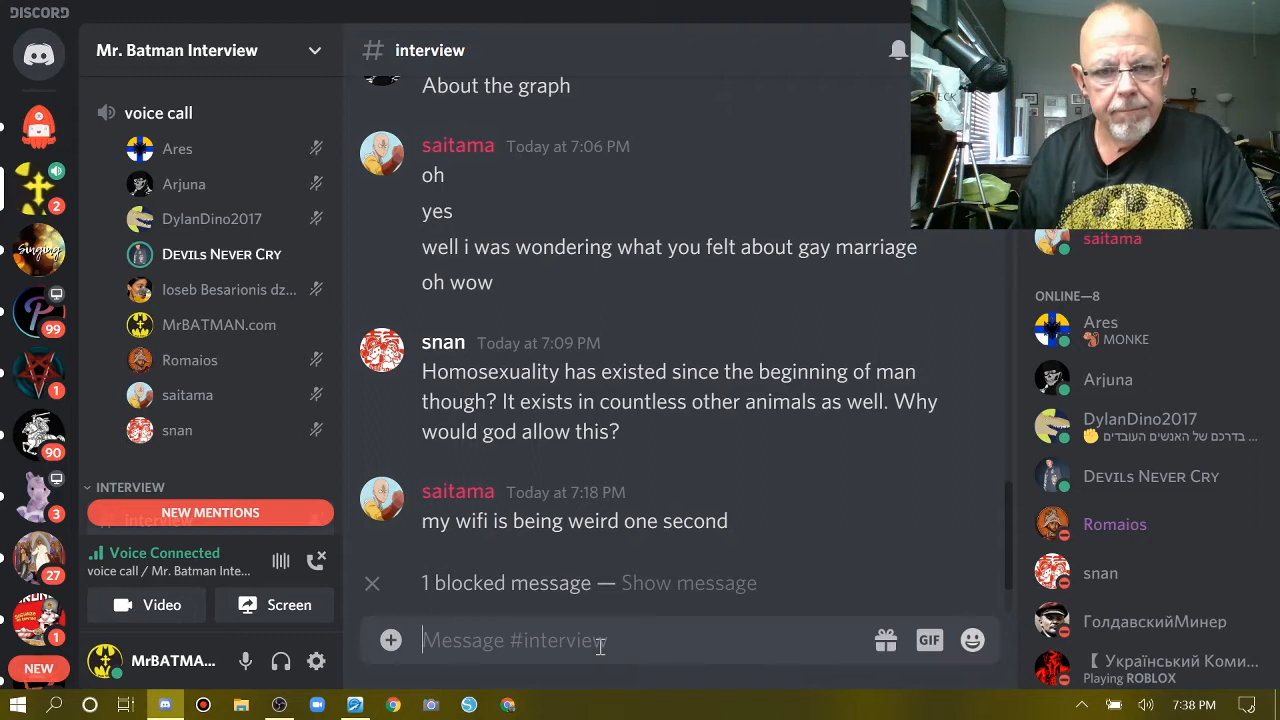 DISCORD
Mr. Batman Interview
voice call
Ares
Arjuna
DylanDino2017
DEVILS NEVER CRY
Ioseb Besarionis dz...
MrBATMAN.com
Romaios
saitama
snan
INTERVIEW
interview
NEW MENTIONS
Voice Connected
voice call / Mr. Batman Inte...
Video
Screen
MrBATMA...
2
99
1
90
3
27
1
NEW
# interview
About the graph
saitama Today at 7:06 PM
oh
yes
well i was wondering what you felt about gay marriage
oh wow
snan Today at 7:09 PM
Homosexuality has existed since the beginning of man
though? It exists in countless other animals as well. Why
would god allow this?
saitama Today at 7:18 PM
my wifi is being weird one second
1 blocked message — Show message
Message #interview
GIF
saitama
ONLINE—8
Ares
MONKE
Arjuna
DylanDino2017
בדרכם של האנשים העובדים ...
DEVILS NEVER CRY
Romaios
snan
ГолдавскийМинер
【 Український Коми...
Playing ROBLOX
7:38 PM